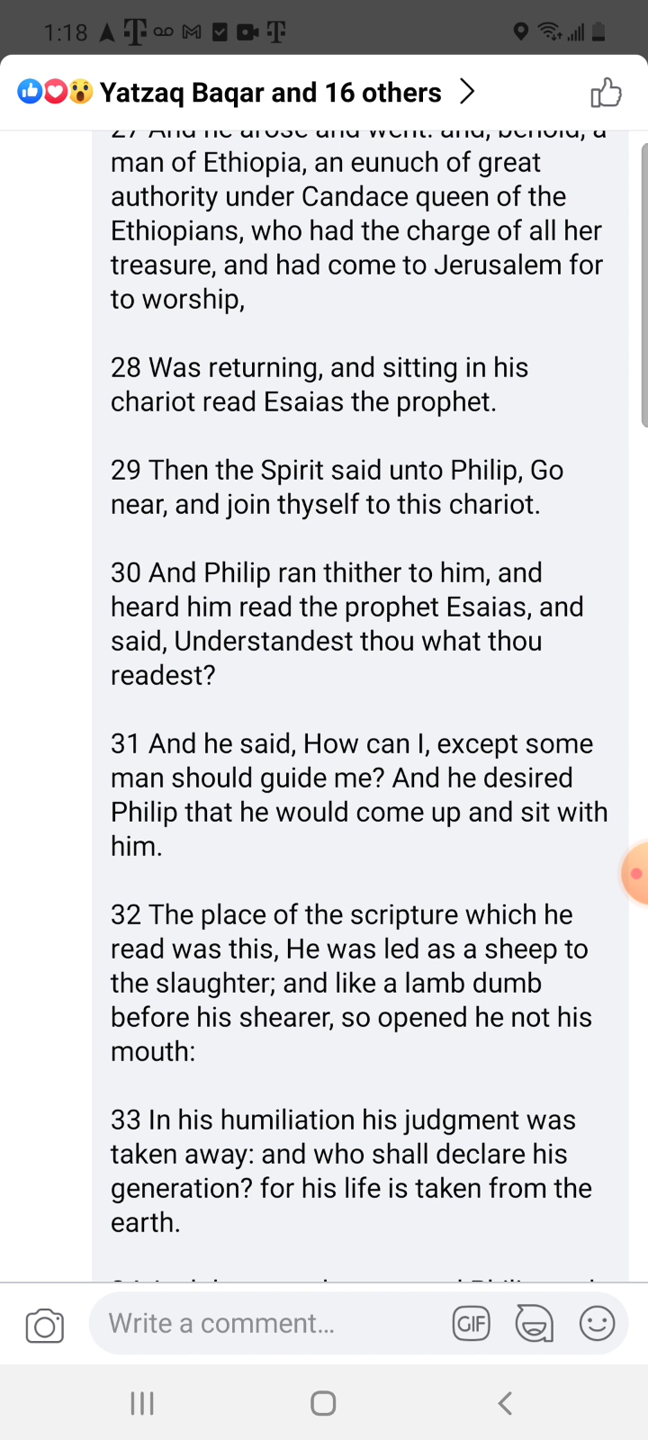 1:18
Yatzaq Baqar and 16 others
27 And he arose and went: and, behold, a
man of Ethiopia, an eunuch of great
authority under Candace queen of the
Ethiopians, who had the charge of all her
treasure, and had come to Jerusalem for
to worship,
28 Was returning, and sitting in his
chariot read Esaias the prophet.
29 Then the Spirit said unto Philip, Go
near, and join thyself to this chariot.
30 And Philip ran thither to him, and
heard him read the prophet Esaias, and
said, Understandest thou what thou
readest?
31 And he said, How can I, except some
man should guide me? And he desired
Philip that he would come up and sit with
him.
32 The place of the scripture which he
read was this, He was led as a sheep to
the slaughter; and like a lamb dumb
before his shearer, so opened he not his
mouth:
33 In his humiliation his judgment was
taken away: and who shall declare his
generation? for his life is taken from the
earth.
Write a comment...
GIF